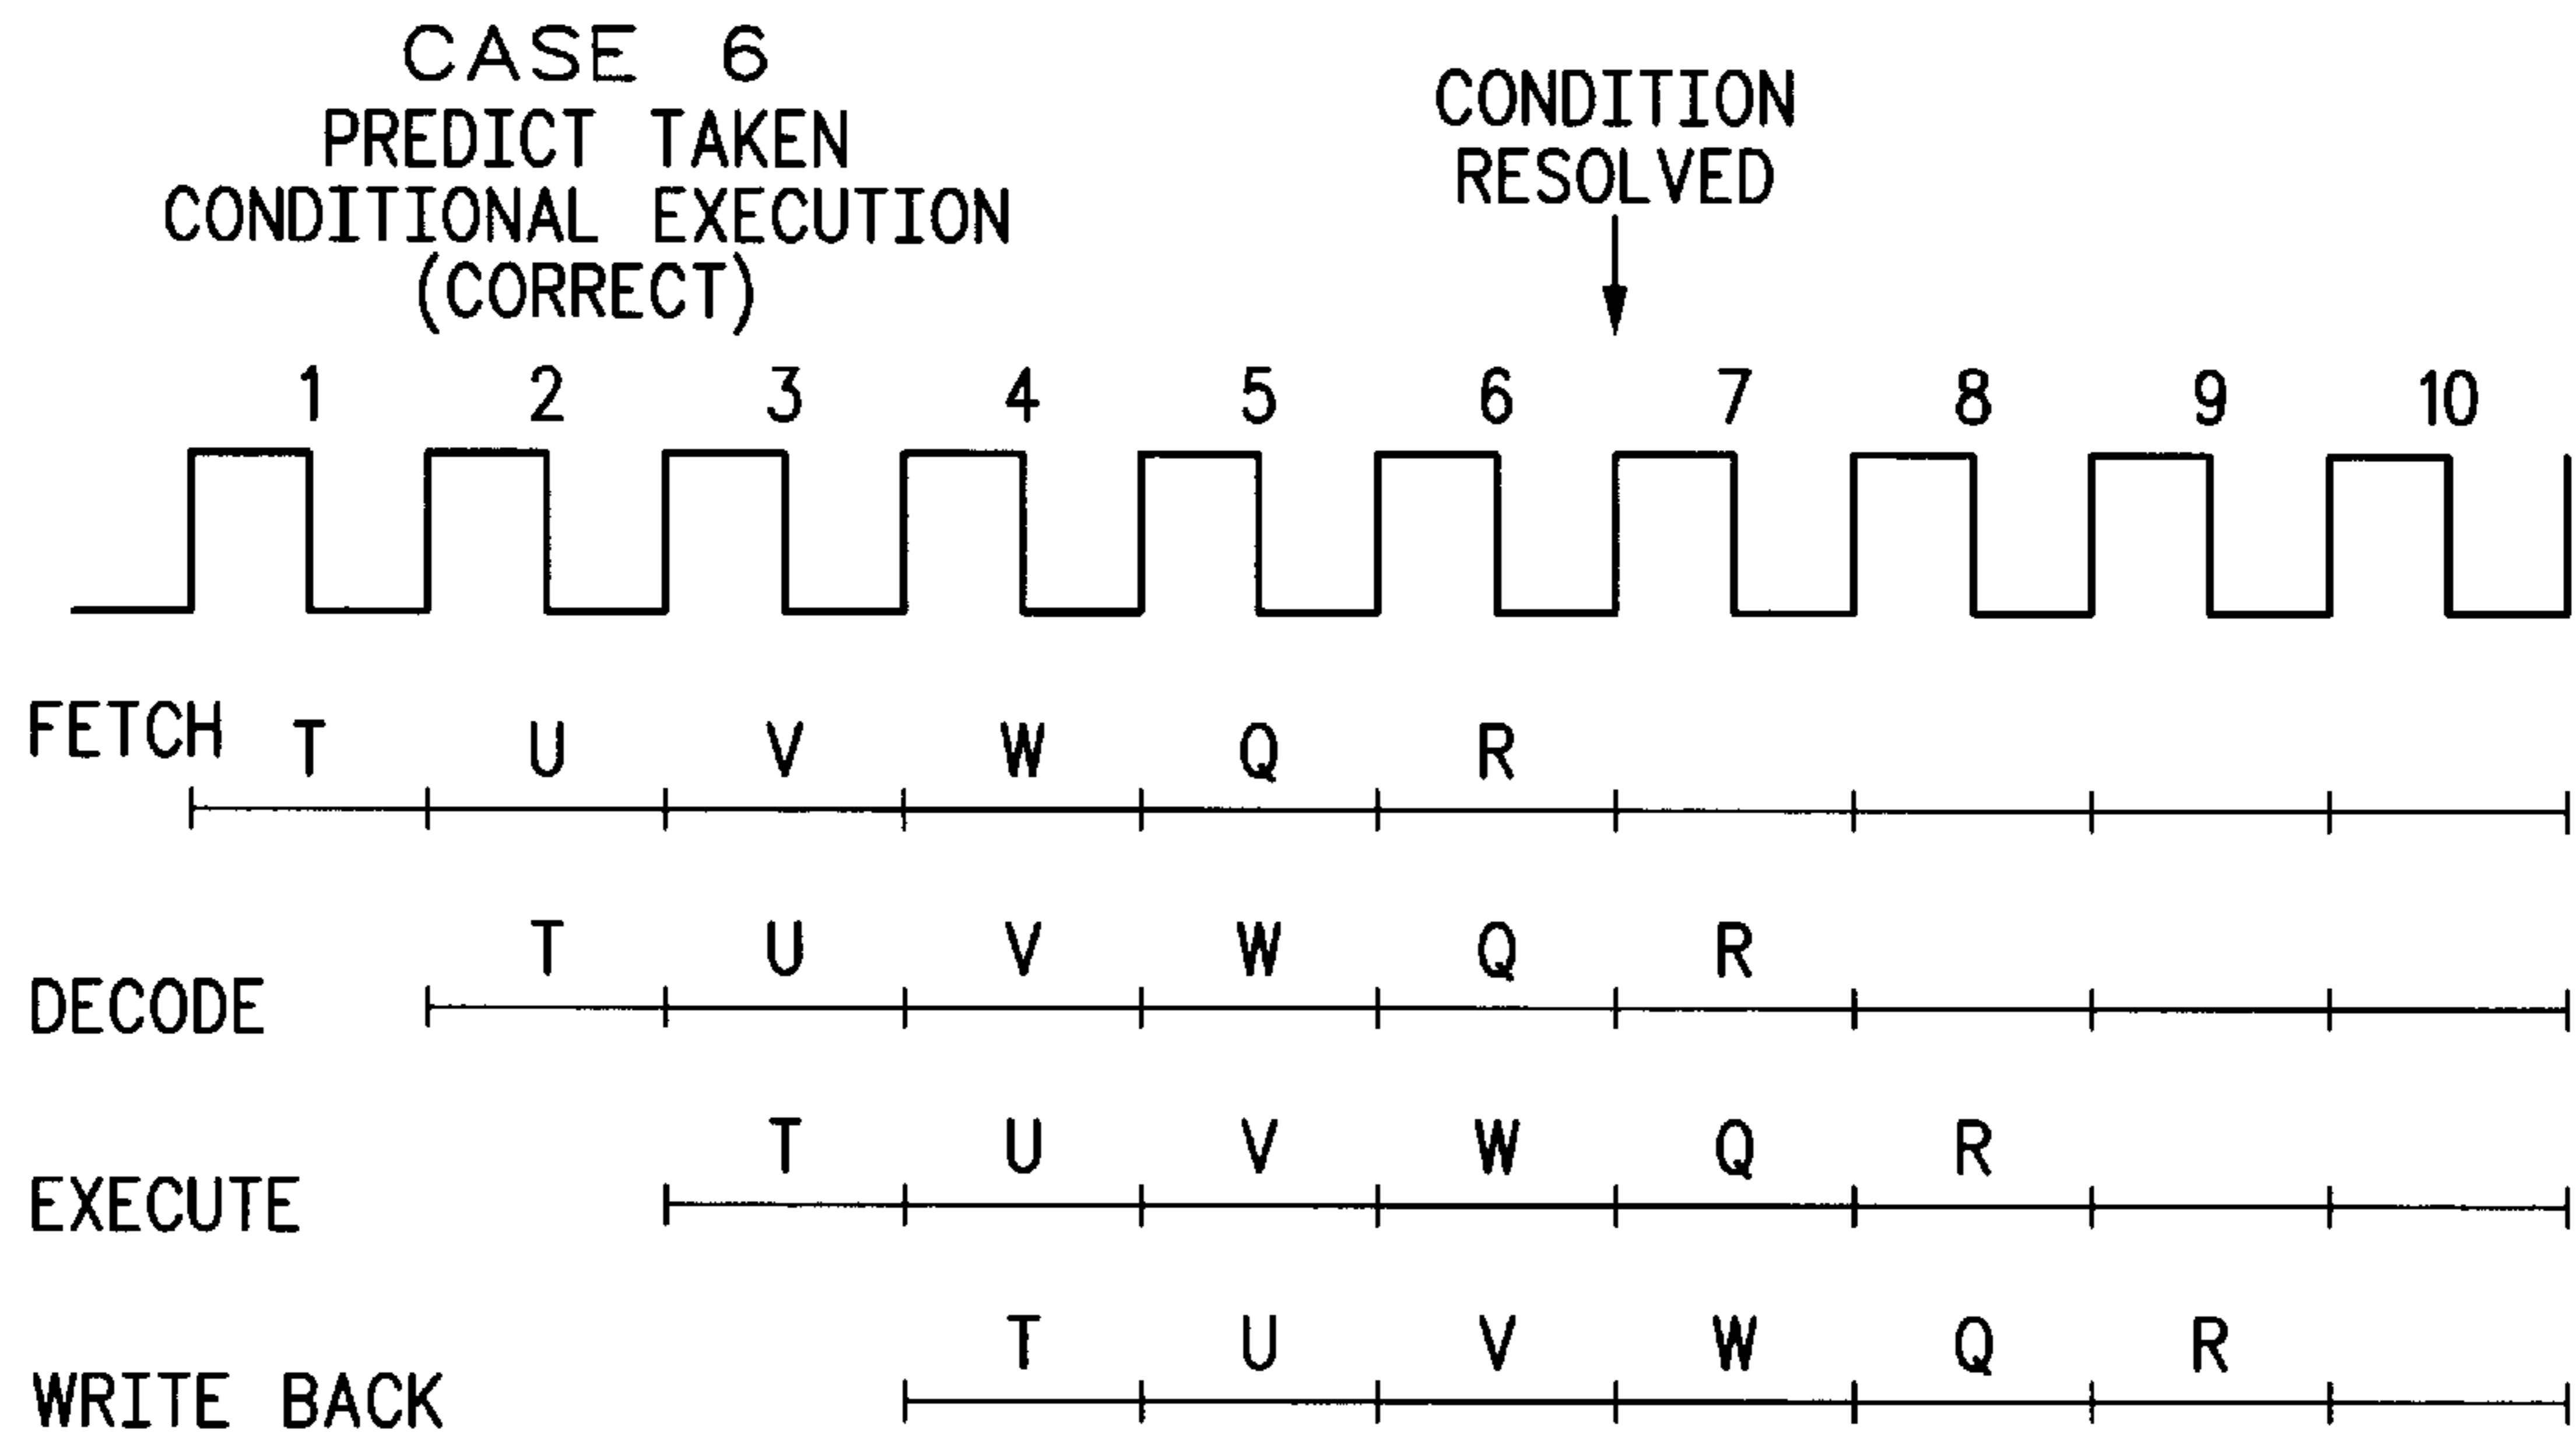 CASE 6
PREDICT TAKEN
CONDITIONAL EXECUTION
(CORRECT)
CONDITION
RESOLVED
1 2 3 4 5 6 7 8 9 10
FETCH T U V W Q R
DECODE T U V W Q R
EXECUTE T U V W Q R
WRITE BACK T U V W Q R